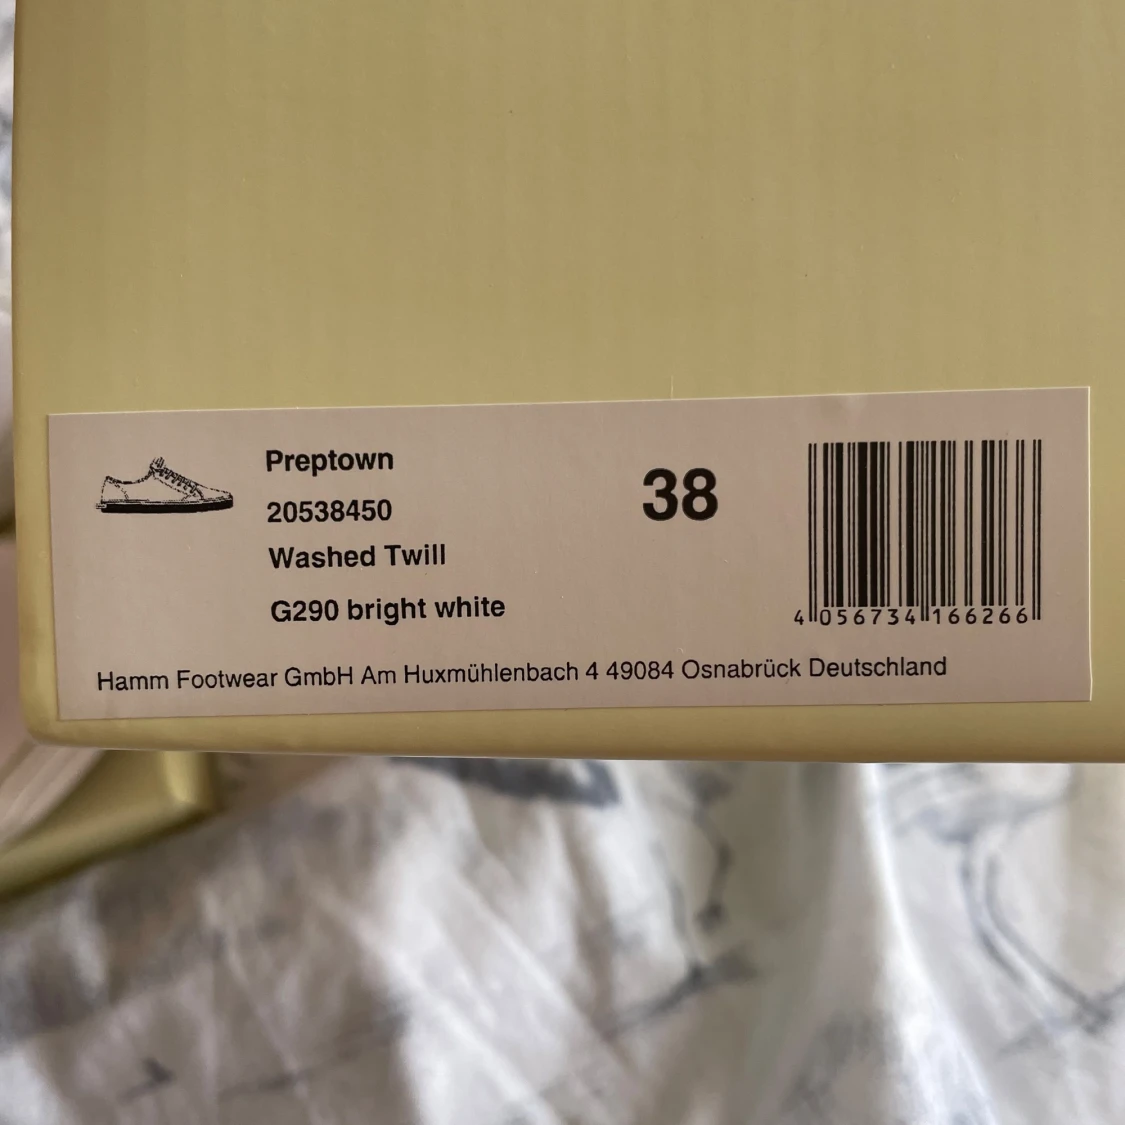 Preptown
20538450
Washed Twill
G290 bright white
38
4 056734 166266
Hamm Footwear GmbH Am Huxmühlenbach 4 49084 Osnabrück Deutschland